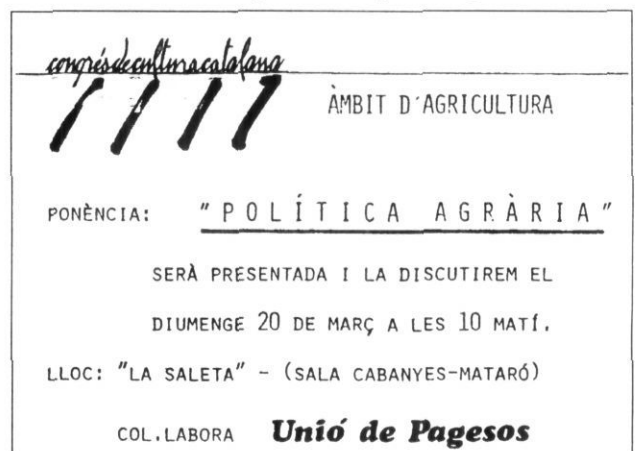 congrésdeculturacatalana
ÀMBIT D'AGRICULTURA
PONÈNCIA: "POLÍTICA AGRÀRIA"
SERÀ PRESENTADA I LA DISCUTIREM EL
DIUMENGE 20 DE MARÇ A LES 10 MATÍ.
LLOC: "LA SALETA" - (SALA CABANYES-MATARÓ)
COL.LABORA Unió de Pagesos